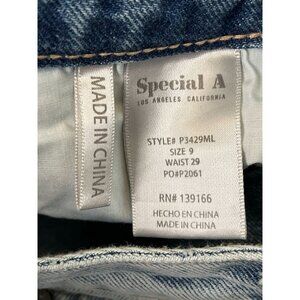 MADE IN CHINA
Special A
LOS ANGELES CALIFORNIA
STYLE# P3429ML
SIZE 9
WAIST 29
PO#P2061
RN# 139166
HECHO EN CHINA
MADE IN CHINA